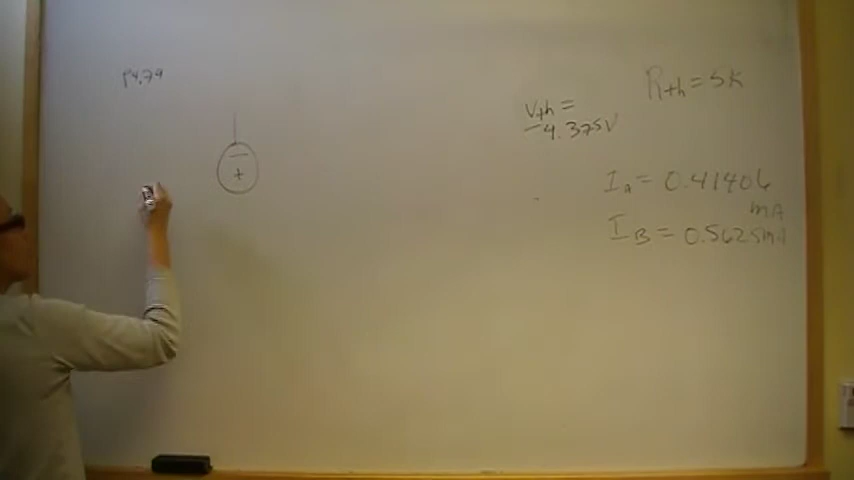 P4.79
Rth = 5K
Vth =
-4.375V
IA = 0.41406
mA
IB = 0.5625mA